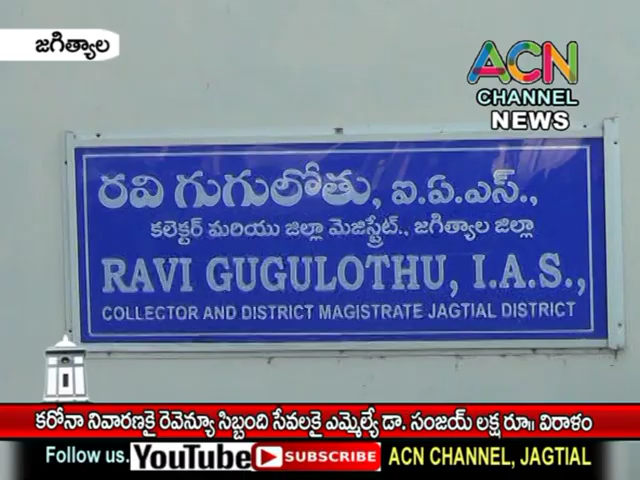 జగిత్యాల
ACN
CHANNEL
NEWS
రవి గుగులోతు, ఐ.ఏ.ఎస్.,
కలెక్టర్ మరియు జిల్లా మెజిస్ట్రేట్., జగిత్యాల జిల్లా
RAVI GUGULOTHU, I.A.S.,
COLLECTOR AND DISTRICT MAGISTRATE JAGTIAL DISTRICT
కరోనా నివారణకై రెవెన్యూ సిబ్బంది సేవలకై ఎమ్మెల్యే డా. సంజయ్ లక్ష రూ॥ విరాళం
Follow us. YouTube SUBSCRIBE ACN CHANNEL, JAGTIAL